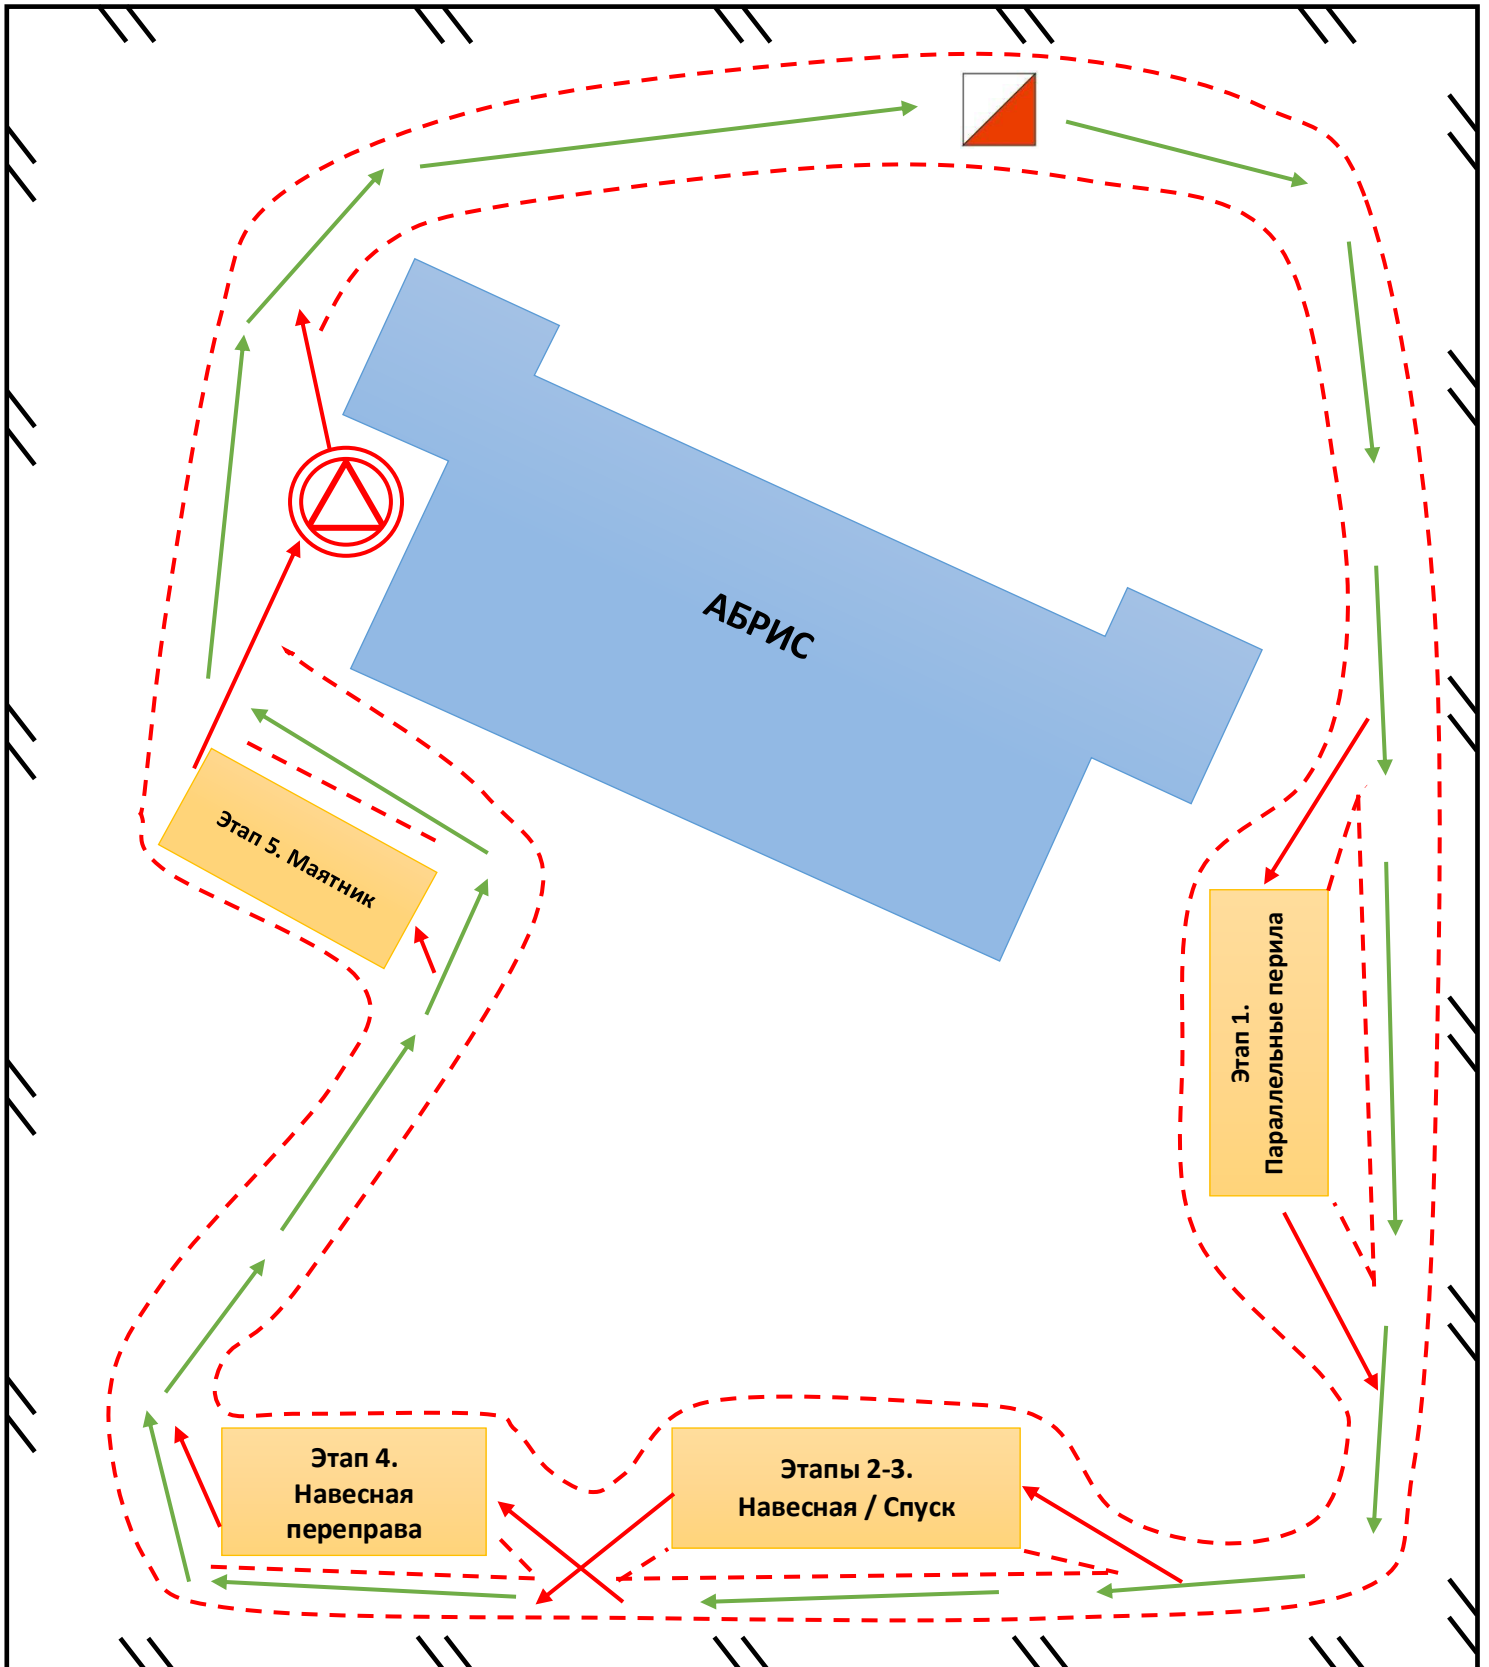 АБРИС
Этап 5. Маятник
Этап 1.
Параллельные перила
Этап 4.
Навесная
переправа
Этапы 2-3.
Навесная / Спуск